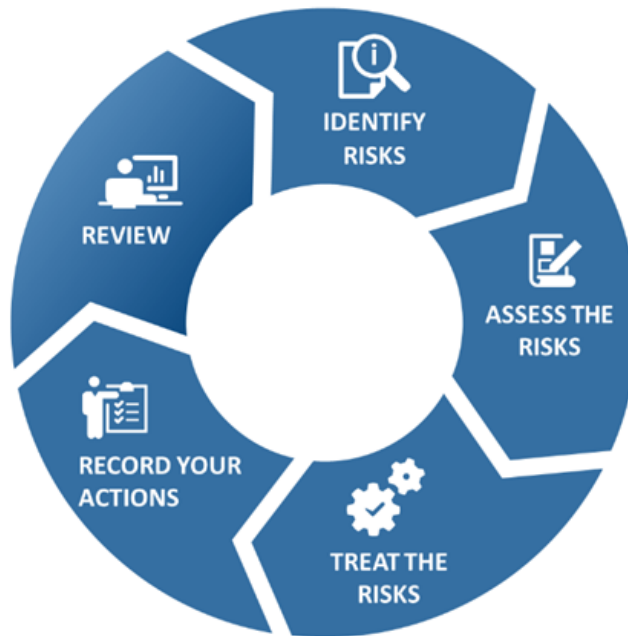 IDENTIFY
RISKS
ASSESS THE
RISKS
TREAT THE
RISKS
RECORD YOUR
ACTIONS
REVIEW